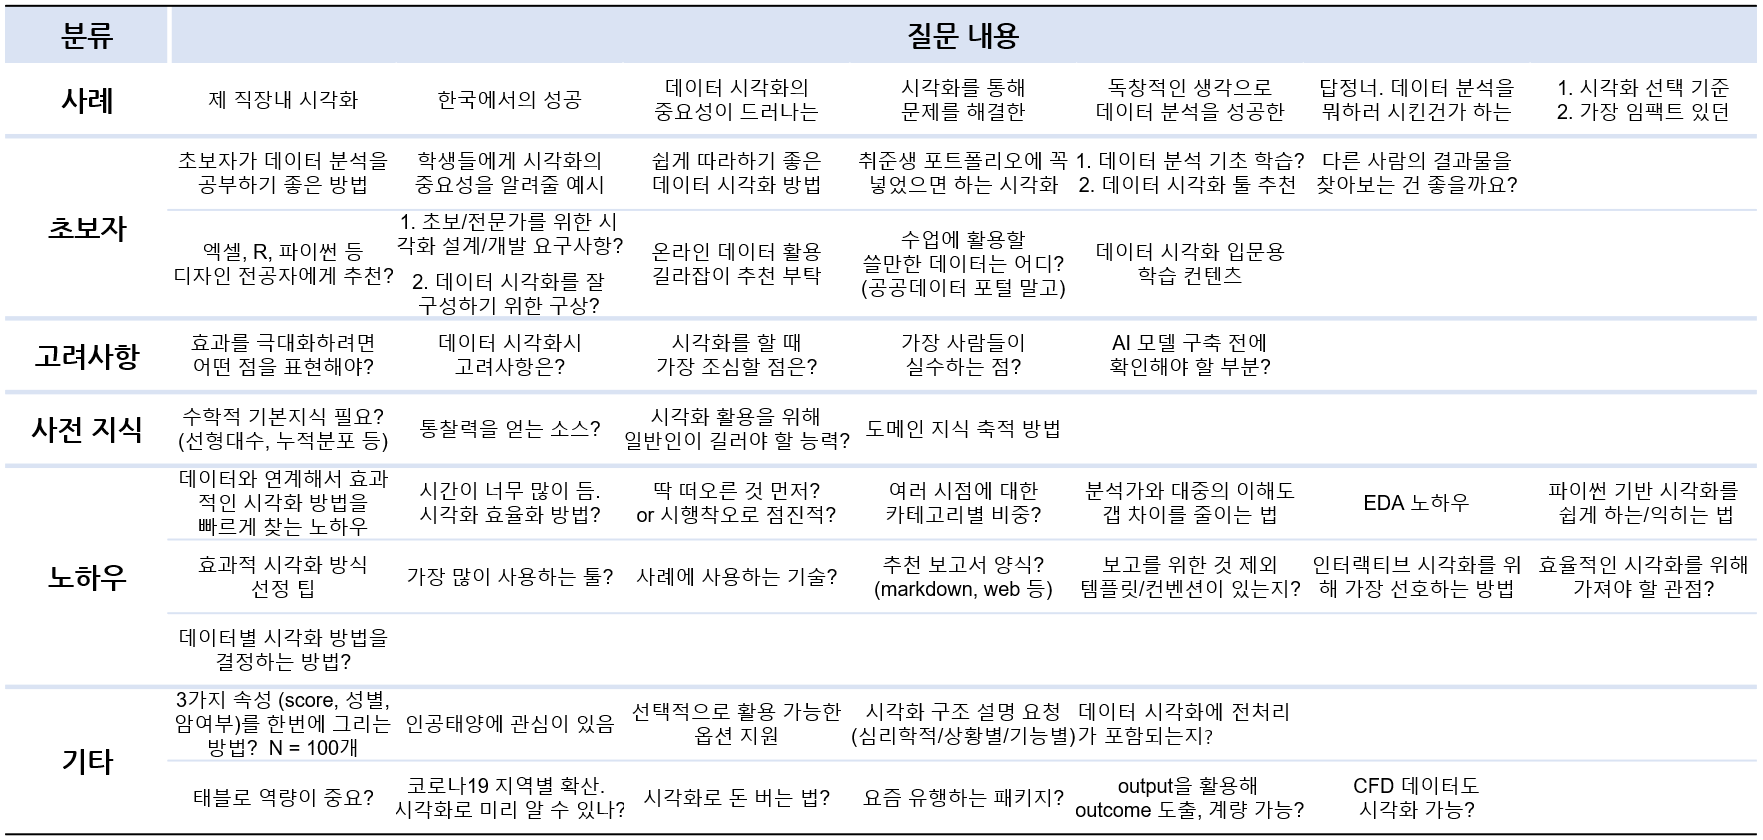 분류
질문 내용
사례
제 직장내 시각화
한국에서의 성공
데이터 시각화의
중요성이 드러나는
시각화를 통해
문제를 해결한
독창적인 생각으로
데이터 분석을 성공한
답정너. 데이터 분석을
뭐하러 시킨건가 하는
1. 시각화 선택 기준
2. 가장 임팩트 있던
초보자
초보자가 데이터 분석을
공부하기 좋은 방법
학생들에게 시각화의
중요성을 알려줄 예시
쉽게 따라하기 좋은
데이터 시각화 방법
취준생 포트폴리오에 꼭
넣었으면 하는 시각화
1. 데이터 분석 기초 학습?
2. 데이터 시각화 툴 추천
다른 사람의 결과물을
찾아보는 건 좋을까요?
엑셀, R, 파이썬 등
디자인 전공자에게 추천?
1. 초보/전문가를 위한 시
각화 설계/개발 요구사항?
2. 데이터 시각화를 잘
구성하기 위한 구상?
온라인 데이터 활용
길라잡이 추천 부탁
수업에 활용할
쓸만한 데이터는 어디?
(공공데이터 포털 말고)
데이터 시각화 입문용
학습 컨텐츠
고려사항
효과를 극대화하려면
어떤 점을 표현해야?
데이터 시각화시
고려사항은?
시각화를 할 때
가장 조심할 점은?
가장 사람들이
실수하는 점?
AI 모델 구축 전에
확인해야 할 부분?
사전 지식
수학적 기본지식 필요?
(선형대수, 누적분포 등)
통찰력을 얻는 소스?
시각화 활용을 위해
일반인이 길러야 할 능력?
도메인 지식 축적 방법
노하우
데이터와 연계해서 효과
적인 시각화 방법을
빠르게 찾는 노하우
시간이 너무 많이 듬.
시각화 효율화 방법?
딱 떠오른 것 먼저?
or 시행착오로 점진적?
여러 시점에 대한
카테고리별 비중?
분석가와 대중의 이해도
갭 차이를 줄이는 법
EDA 노하우
파이썬 기반 시각화를
쉽게 하는/익히는 법
효과적 시각화 방식
선정 팁
가장 많이 사용하는 툴?
사례에 사용하는 기술?
추천 보고서 양식?
(markdown, web 등)
보고를 위한 것 제외
템플릿/컨벤션이 있는지?
인터랙티브 시각화를 위
해 가장 선호하는 방법
효율적인 시각화를 위해
가져야 할 관점?
데이터별 시각화 방법을
결정하는 방법?
기타
3가지 속성 (score, 성별,
암여부)를 한번에 그리는
방법? N = 100개
인공태양에 관심이 있음
선택적으로 활용 가능한
옵션 지원
시각화 구조 설명 요청
(심리학적/상황별/기능별)
데이터 시각화에 전처리
가 포함되는지?
태블로 역량이 중요?
코로나19 지역별 확산.
시각화로 미리 알 수 있나?
시각화로 돈 버는 법?
요즘 유행하는 패키지?
output을 활용해
outcome 도출, 계량 가능?
CFD 데이터도
시각화 가능?